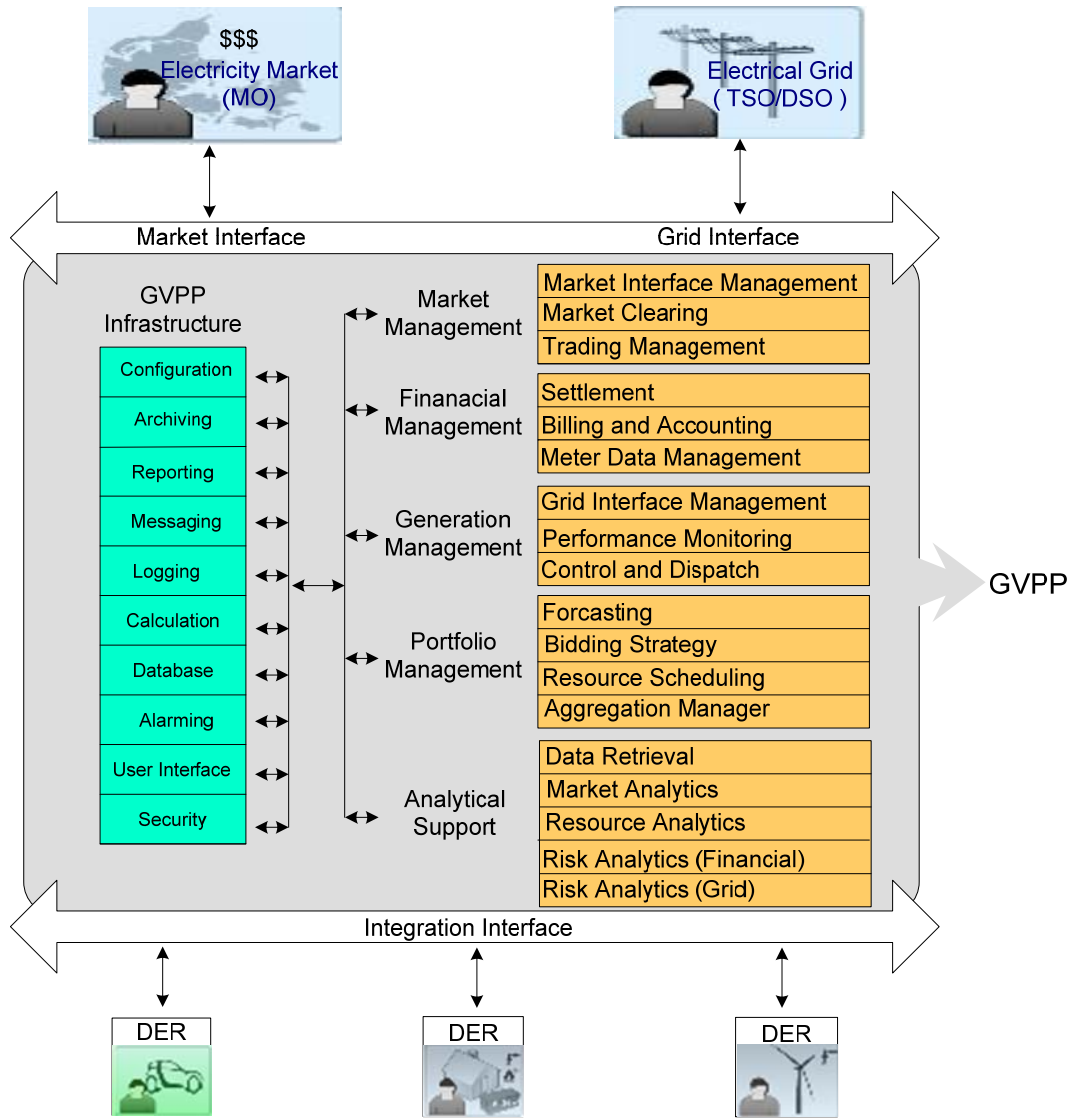 $$$
Electricity Market
(MO)
Electrical Grid
( TSO/DSO )
Market Interface
Grid Interface
GVPP
Infrastructure
Configuration
Archiving
Reporting
Messaging
Logging
Calculation
Database
Alarming
User Interface
Security
Market
Management
Market Interface Management
Market Clearing
Trading Management
Finanacial
Management
Settlement
Billing and Accounting
Meter Data Management
Generation
Management
Grid Interface Management
Performance Monitoring
Control and Dispatch
Portfolio
Management
Forcasting
Bidding Strategy
Resource Scheduling
Aggregation Manager
Analytical
Support
Data Retrieval
Market Analytics
Resource Analytics
Risk Analytics (Financial)
Risk Analytics (Grid)
GVPP
Integration Interface
DER
DER
DER